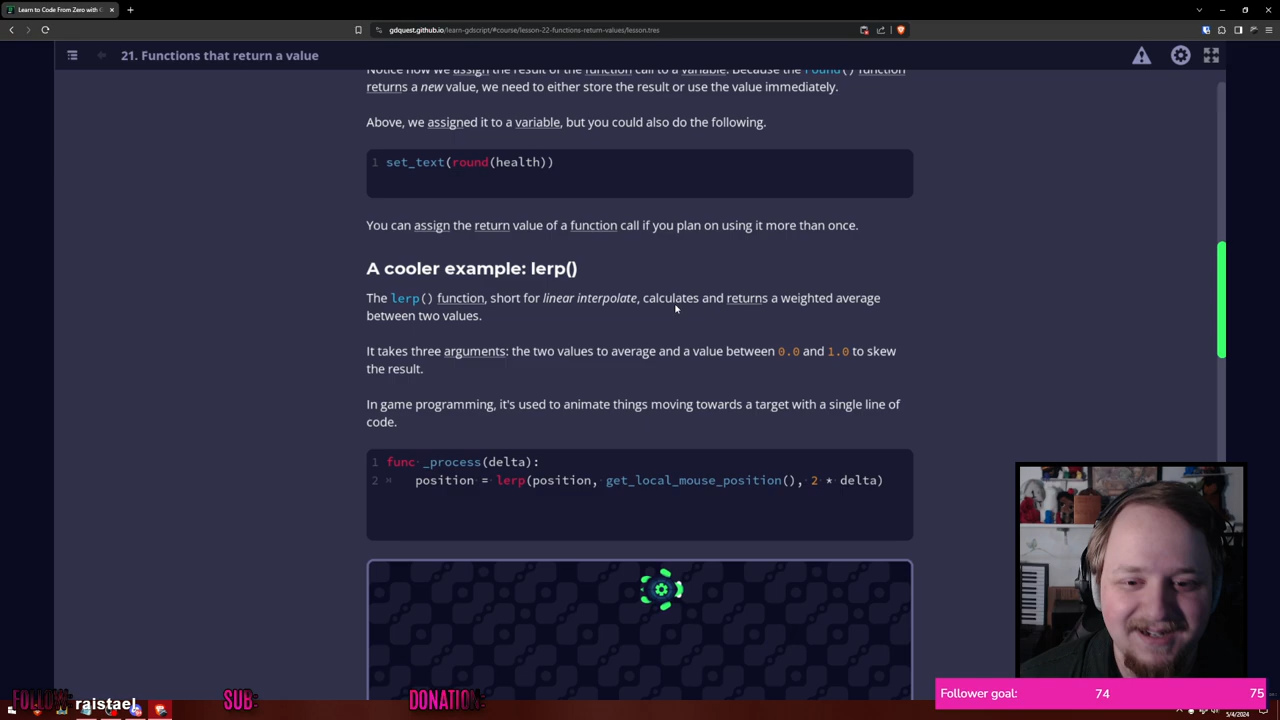 Learn to Code From Zero with
gdquest.github.io/learn-gdscript/#course/lesson-22-functions-return-values/lesson.tres
21. Functions that return a value
Notice how we assign the result of the function call to a variable. Because the round() function
returns a new value, we need to either store the result or use the value immediately.
Above, we assigned it to a variable, but you could also do the following.
1 set_text(round(health))
You can assign the return value of a function call if you plan on using it more than once.
A cooler example: lerp()
The lerp() function, short for linear interpolate, calculates and returns a weighted average
between two values.
It takes three arguments: the two values to average and a value between 0.0 and 1.0 to skew
the result.
In game programming, it's used to animate things moving towards a target with a single line of
code.
1 func _process(delta):
2 position = lerp(position, get_local_mouse_position(), 2 * delta)
FOLLOW: raistael SUB: DONATION:
Follower goal: 74 75
5/4/2024